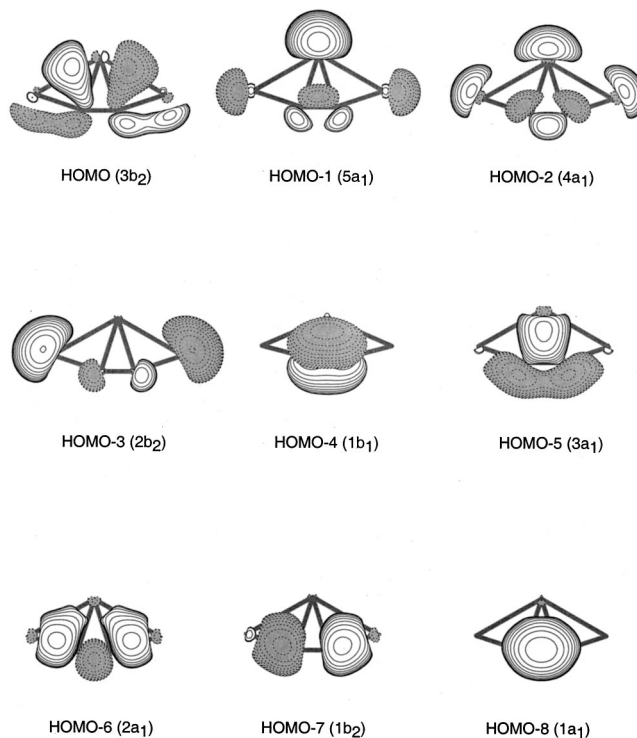 HOMO (3b2)
HOMO-1 (5a1)
HOMO-2 (4a1)
HOMO-3 (2b2)
HOMO-4 (1b1)
HOMO-5 (3a1)
HOMO-6 (2a1)
HOMO-7 (1b2)
HOMO-8 (1a1)